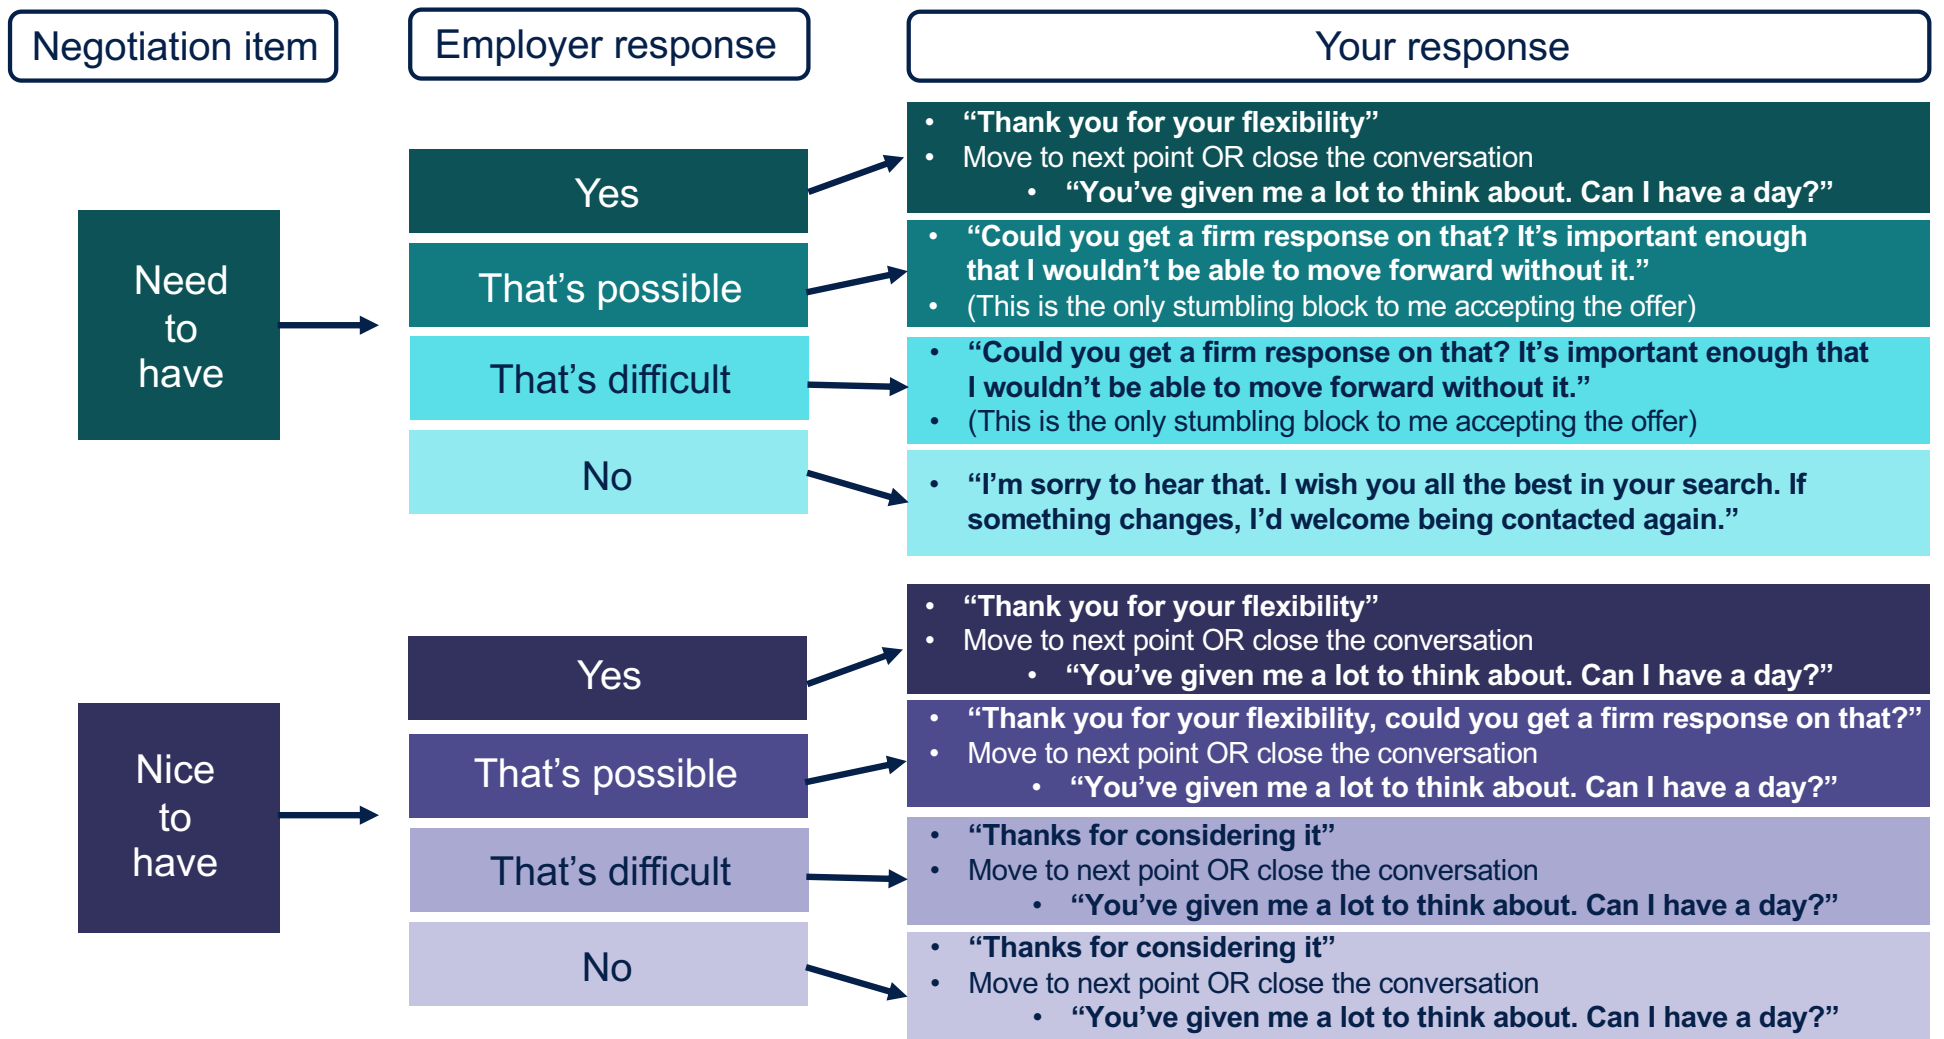 Negotiation item
Employer response
Your response
Need
to
have
Yes
• “Thank you for your flexibility”
• Move to next point OR close the conversation
• “You’ve given me a lot to think about. Can I have a day?”
That’s possible
• “Could you get a firm response on that? It’s important enough
that I wouldn’t be able to move forward without it.”
• (This is the only stumbling block to me accepting the offer)
That’s difficult
• “Could you get a firm response on that? It’s important enough that
I wouldn’t be able to move forward without it.”
• (This is the only stumbling block to me accepting the offer)
No
• “I’m sorry to hear that. I wish you all the best in your search. If
something changes, I’d welcome being contacted again.”
Nice
to
have
Yes
• “Thank you for your flexibility”
• Move to next point OR close the conversation
• “You’ve given me a lot to think about. Can I have a day?”
That’s possible
• “Thank you for your flexibility, could you get a firm response on that?”
• Move to next point OR close the conversation
• “You’ve given me a lot to think about. Can I have a day?”
That’s difficult
• “Thanks for considering it”
• Move to next point OR close the conversation
• “You’ve given me a lot to think about. Can I have a day?”
No
• “Thanks for considering it”
• Move to next point OR close the conversation
• “You’ve given me a lot to think about. Can I have a day?”